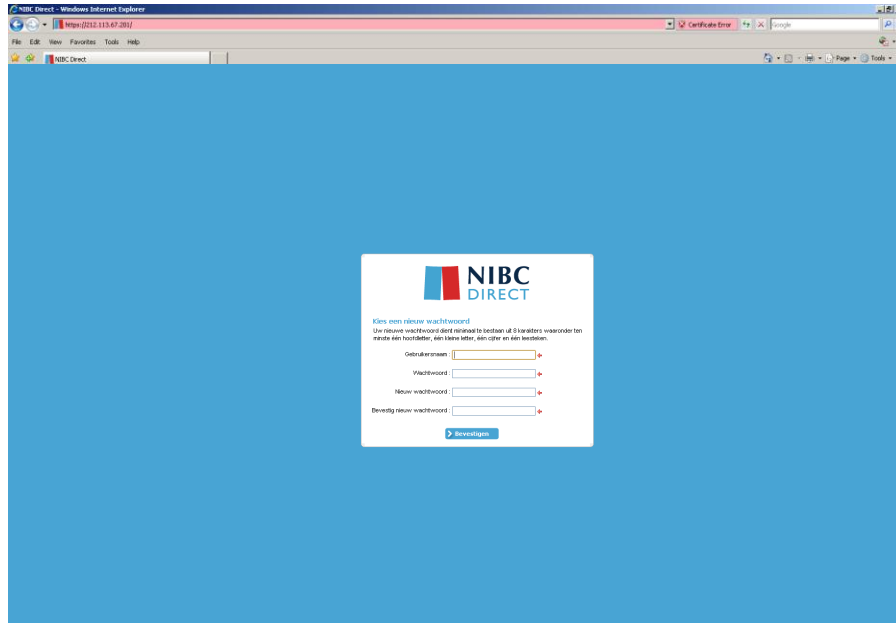 NIBC Direct - Windows Internet Explorer
https://212.113.67.201/
Certificate Error
Google
File Edit View Favorites Tools Help
NIBC Direct
Page Tools
NIBC
DIRECT
Kies een nieuw wachtwoord
Uw nieuwe wachtwoord dient minimaal te bestaan uit 8 karakters waaronder ten
minste één hoofdletter, één kleine letter, één cijfer en één leesteken.
Gebruikersnaam :
Wachtwoord :
Nieuw wachtwoord :
Bevestig nieuw wachtwoord :
Bevestigen